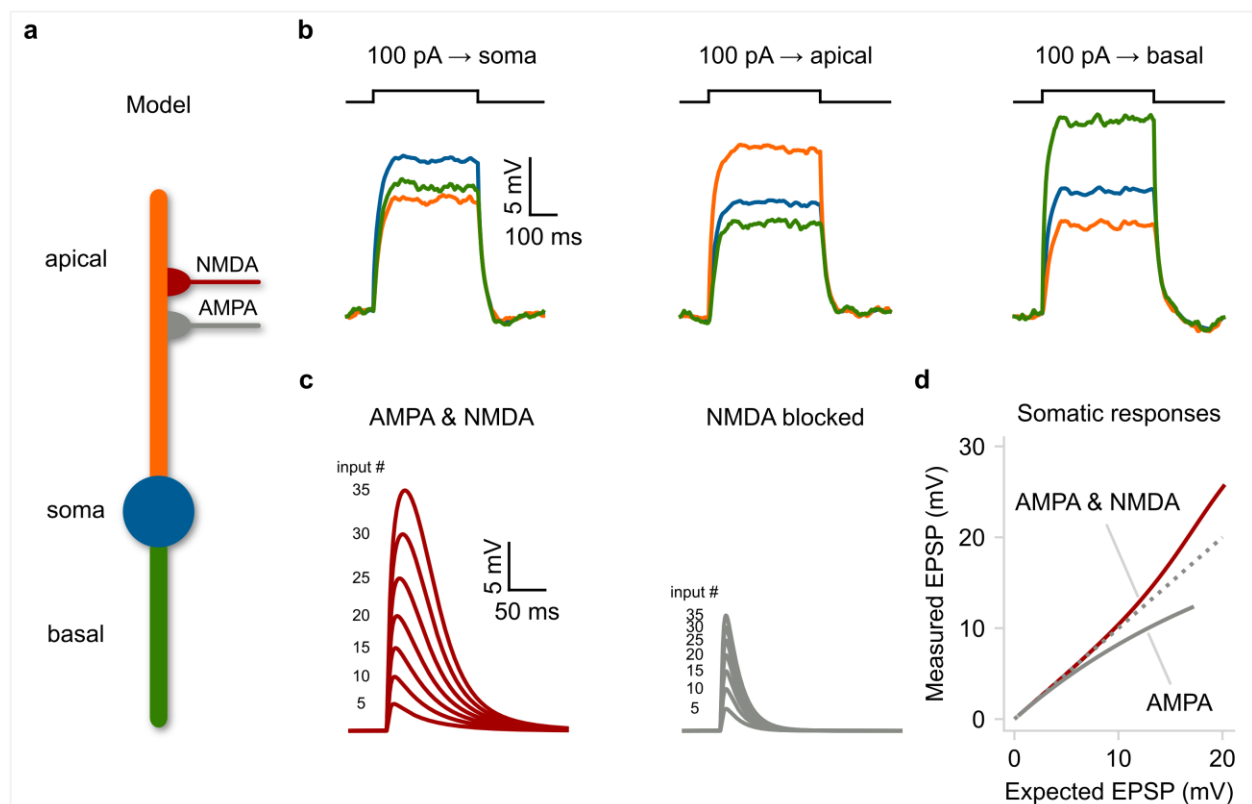 a
Model
apical
NMDA
AMPA
soma
basal
b
100 pA → soma
100 pA → apical
100 pA → basal
5 mV
100 ms
c
AMPA & NMDA
input #
35
30
25
20
15
10
5
5 mV
50 ms
NMDA blocked
input #
35
30
25
20
15
10
5
d
Somatic responses
Measured EPSP (mV)
30
20
10
0
AMPA & NMDA
AMPA
0 10 20
Expected EPSP (mV)